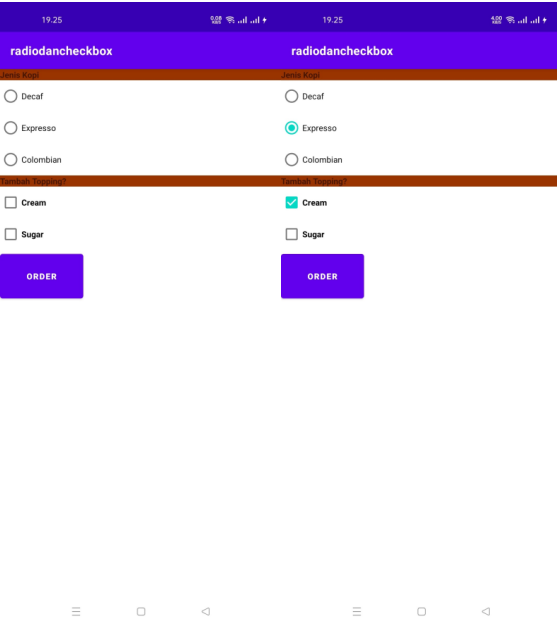 19.25
radiodancheckbox
Jenis Kopi
Decaf
Expresso
Colombian
Tambah Topping?
Cream
Sugar
ORDER
19.25
radiodancheckbox
Jenis Kopi
Decaf
Expresso
Colombian
Tambah Topping?
Cream
Sugar
ORDER